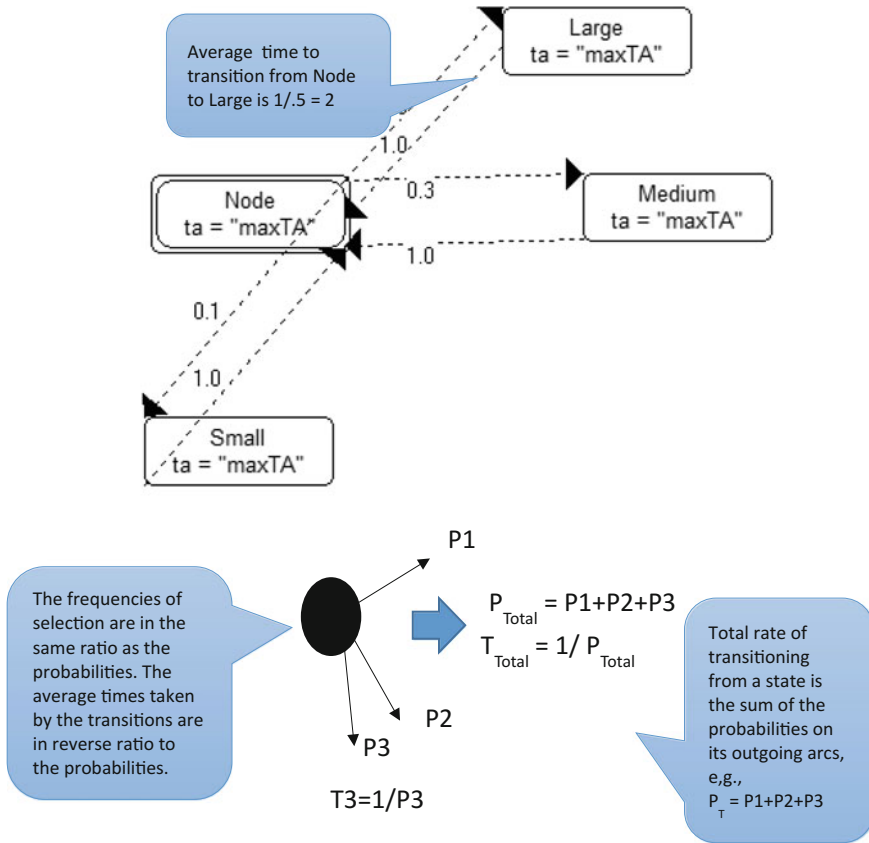 Average time to
transition from Node
to Large is 1/.5 = 2
Large
ta = "maxTA"
1.0
Node
ta = "maxTA"
0.3
Medium
ta = "maxTA"
1.0
0.1
1.0
Small
ta = "maxTA"
P1
The frequencies of
selection are in the
same ratio as the
probabilities. The
average times taken
by the transitions are
in reverse ratio to
the probabilities.
P_Total = P1+P2+P3
T_Total = 1/ P_Total
P2
P3
T3=1/P3
Total rate of
transitioning
from a state is
the sum of the
probabilities on
its outgoing arcs,
e,g.,
P_T = P1+P2+P3